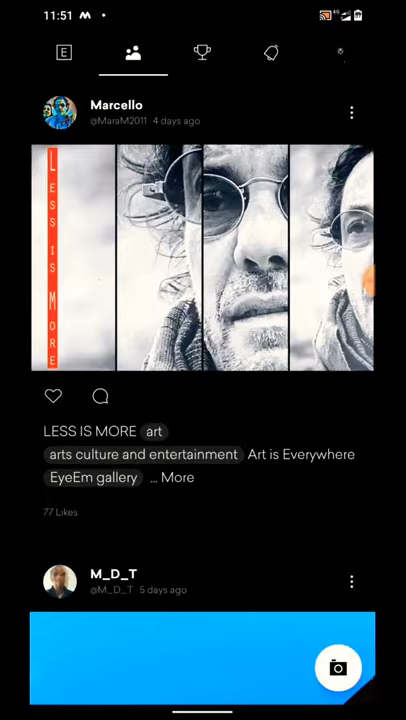 11:51
E
Marcello
@MaraM2011 · 4 days ago
LESS IS MORE
LESS IS MORE art
arts culture and entertainment Art is Everywhere
EyeEm gallery ... More
77 Likes
M_D_T
@M_D_T · 5 days ago